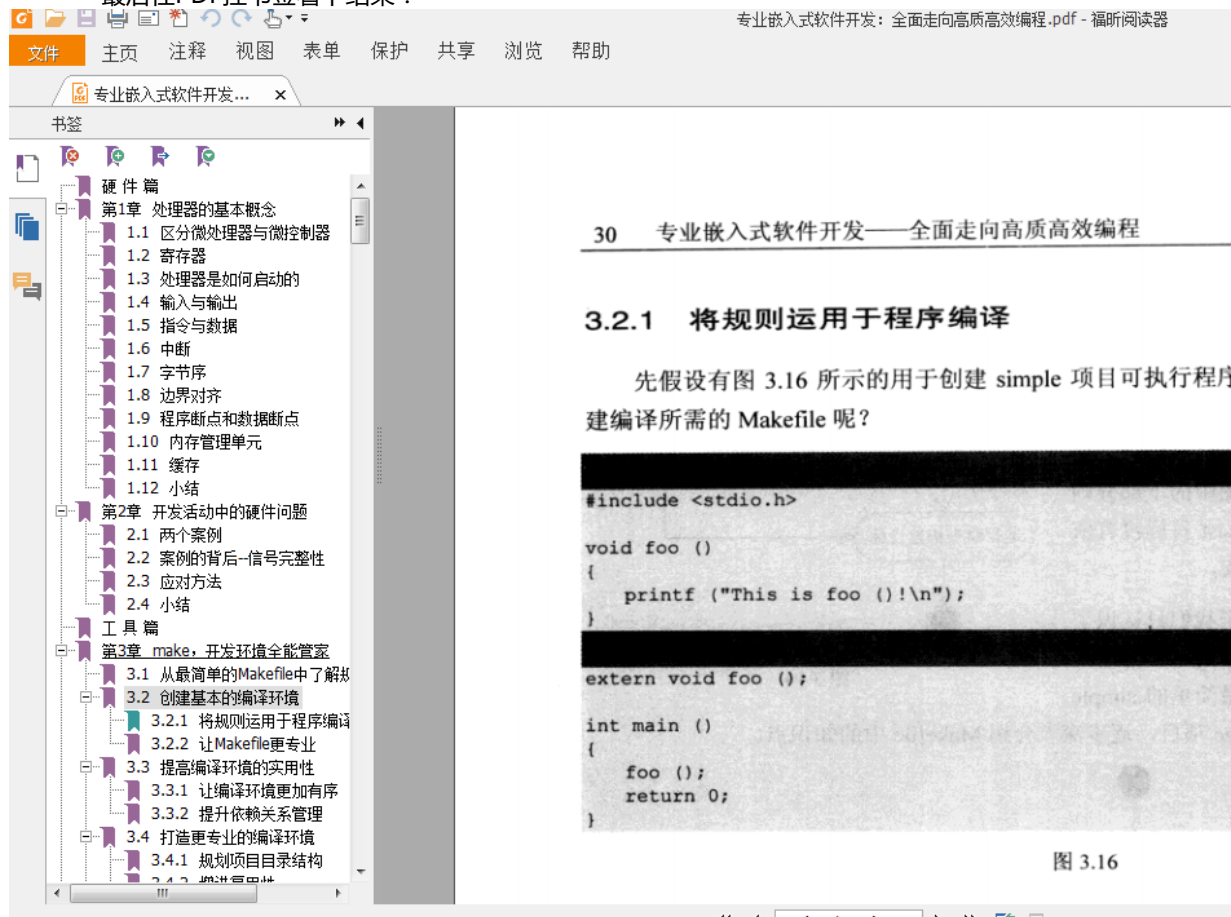 专业嵌入式软件开发：全面走向高质高效编程.pdf - 福昕阅读器
文件 主页 注释 视图 表单 保护 共享 浏览 帮助
专业嵌入式软件开发...
书签
硬件篇
第1章 处理器的基本概念
1.1 区分微处理器与微控制器
1.2 寄存器
1.3 处理器是如何启动的
1.4 输入与输出
1.5 指令与数据
1.6 中断
1.7 字节序
1.8 边界对齐
1.9 程序断点和数据断点
1.10 内存管理单元
1.11 缓存
1.12 小结
第2章 开发活动中的硬件问题
2.1 两个案例
2.2 案例的背后--信号完整性
2.3 应对方法
2.4 小结
工具篇
第3章 make，开发环境全能管家
3.1 从最简单的Makefile中了解规
3.2 创建基本的编译环境
3.2.1 将规则运用于程序编译
3.2.2 让Makefile更专业
3.3 提高编译环境的实用性
3.3.1 让编译环境更加有序
3.3.2 提升依赖关系管理
3.4 打造更专业的编译环境
3.4.1 规划项目目录结构
30 专业嵌入式软件开发——全面走向高质高效编程
3.2.1 将规则运用于程序编译
先假设有图 3.16 所示的用于创建 simple 项目可执行程序
建编译所需的 Makefile 呢？
#include <stdio.h>
void foo ()
{
printf ("This is foo ()!\n");
}
extern void foo ();
int main ()
{
foo ();
return 0;
}
图 3.16